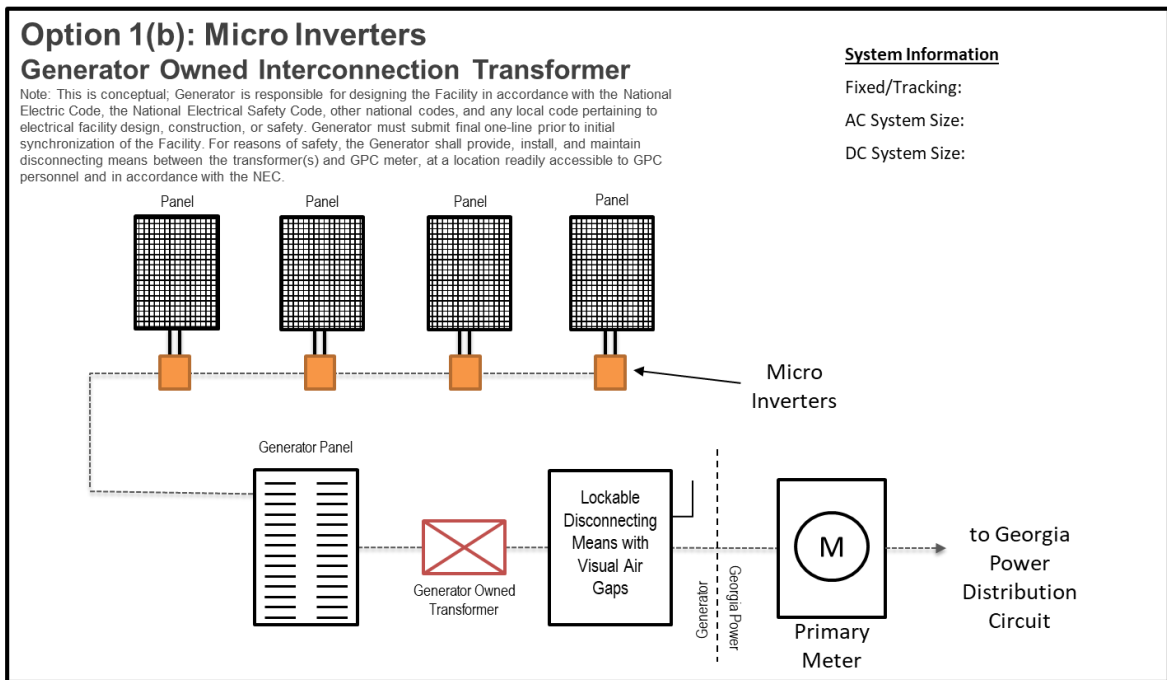 Option 1(b): Micro Inverters
Generator Owned Interconnection Transformer
Note: This is conceptual; Generator is responsible for designing the Facility in accordance with the National
Electric Code, the National Electrical Safety Code, other national codes, and any local code pertaining to
electrical facility design, construction, or safety. Generator must submit final one-line prior to initial
synchronization of the Facility. For reasons of safety, the Generator shall provide, install, and maintain
disconnecting means between the transformer(s) and GPC meter, at a location readily accessible to GPC
personnel and in accordance with the NEC.
System Information
Fixed/Tracking:
AC System Size:
DC System Size:
Panel
Panel
Panel
Panel
Micro
Inverters
Generator Panel
Generator Owned
Transformer
Lockable
Disconnecting
Means with
Visual Air
Gaps
Generator
Georgia Power
M
Primary
Meter
to Georgia
Power
Distribution
Circuit